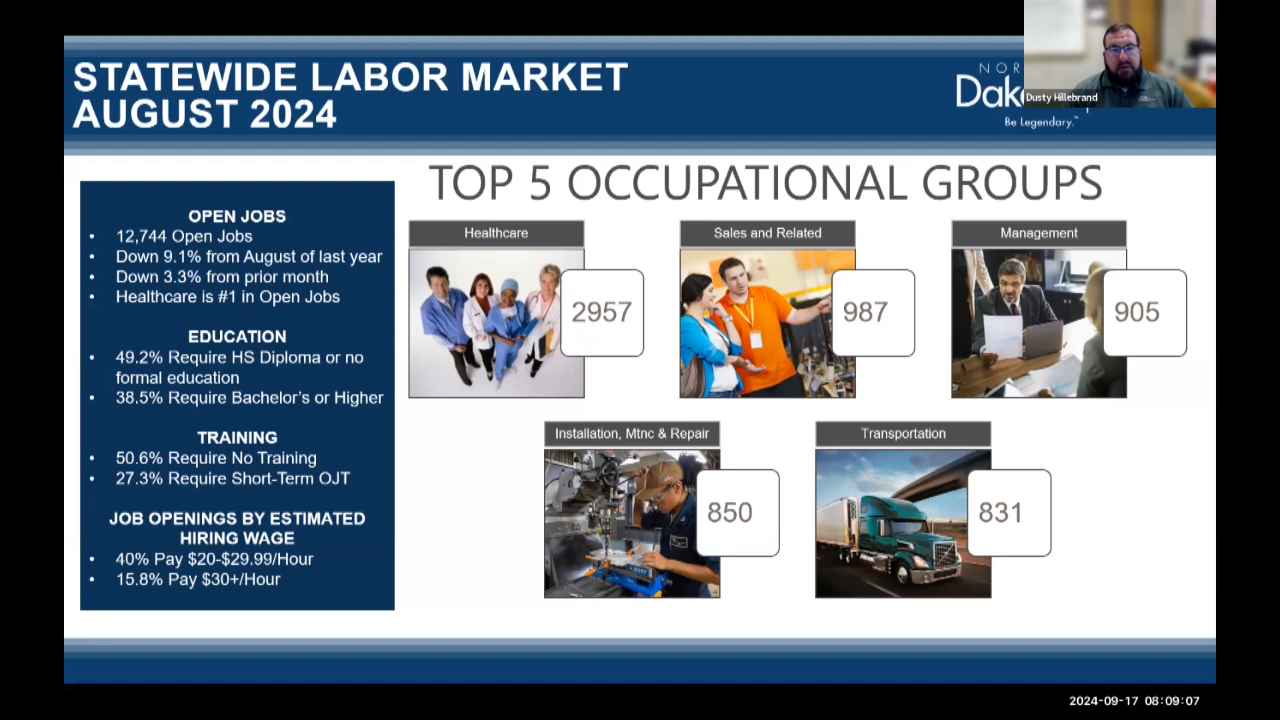 STATEWIDE LABOR MARKET
AUGUST 2024
NOR
Dak
Be Legendary.™
Dusty Hillebrand
TOP 5 OCCUPATIONAL GROUPS
OPEN JOBS
• 12,744 Open Jobs
• Down 9.1% from August of last year
• Down 3.3% from prior month
• Healthcare is #1 in Open Jobs
EDUCATION
• 49.2% Require HS Diploma or no
formal education
• 38.5% Require Bachelor's or Higher
TRAINING
• 50.6% Require No Training
• 27.3% Require Short-Term OJT
JOB OPENINGS BY ESTIMATED
HIRING WAGE
• 40% Pay $20-$29.99/Hour
• 15.8% Pay $30+/Hour
Healthcare
2957
Sales and Related
987
Management
905
Installation, Mtnc & Repair
850
Transportation
831
2024-09-17 08:09:07